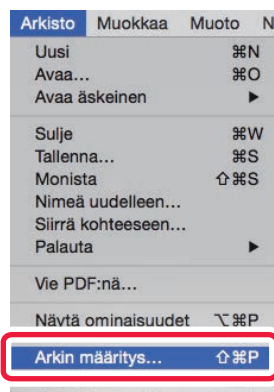 Arkisto Muokkaa Muoto
Uusi ⌘N
Avaa... ⌘O
Avaa äskeinen ▶
Sulje ⌘W
Tallenna... ⌘S
Monista ⇧⌘S
Nimeä uudelleen...
Siirrä kohteeseen...
Palauta ▶
Vie PDF:nä...
Näytä ominaisuudet ⌥⌘P
Arkin määritys... ⇧⌘P